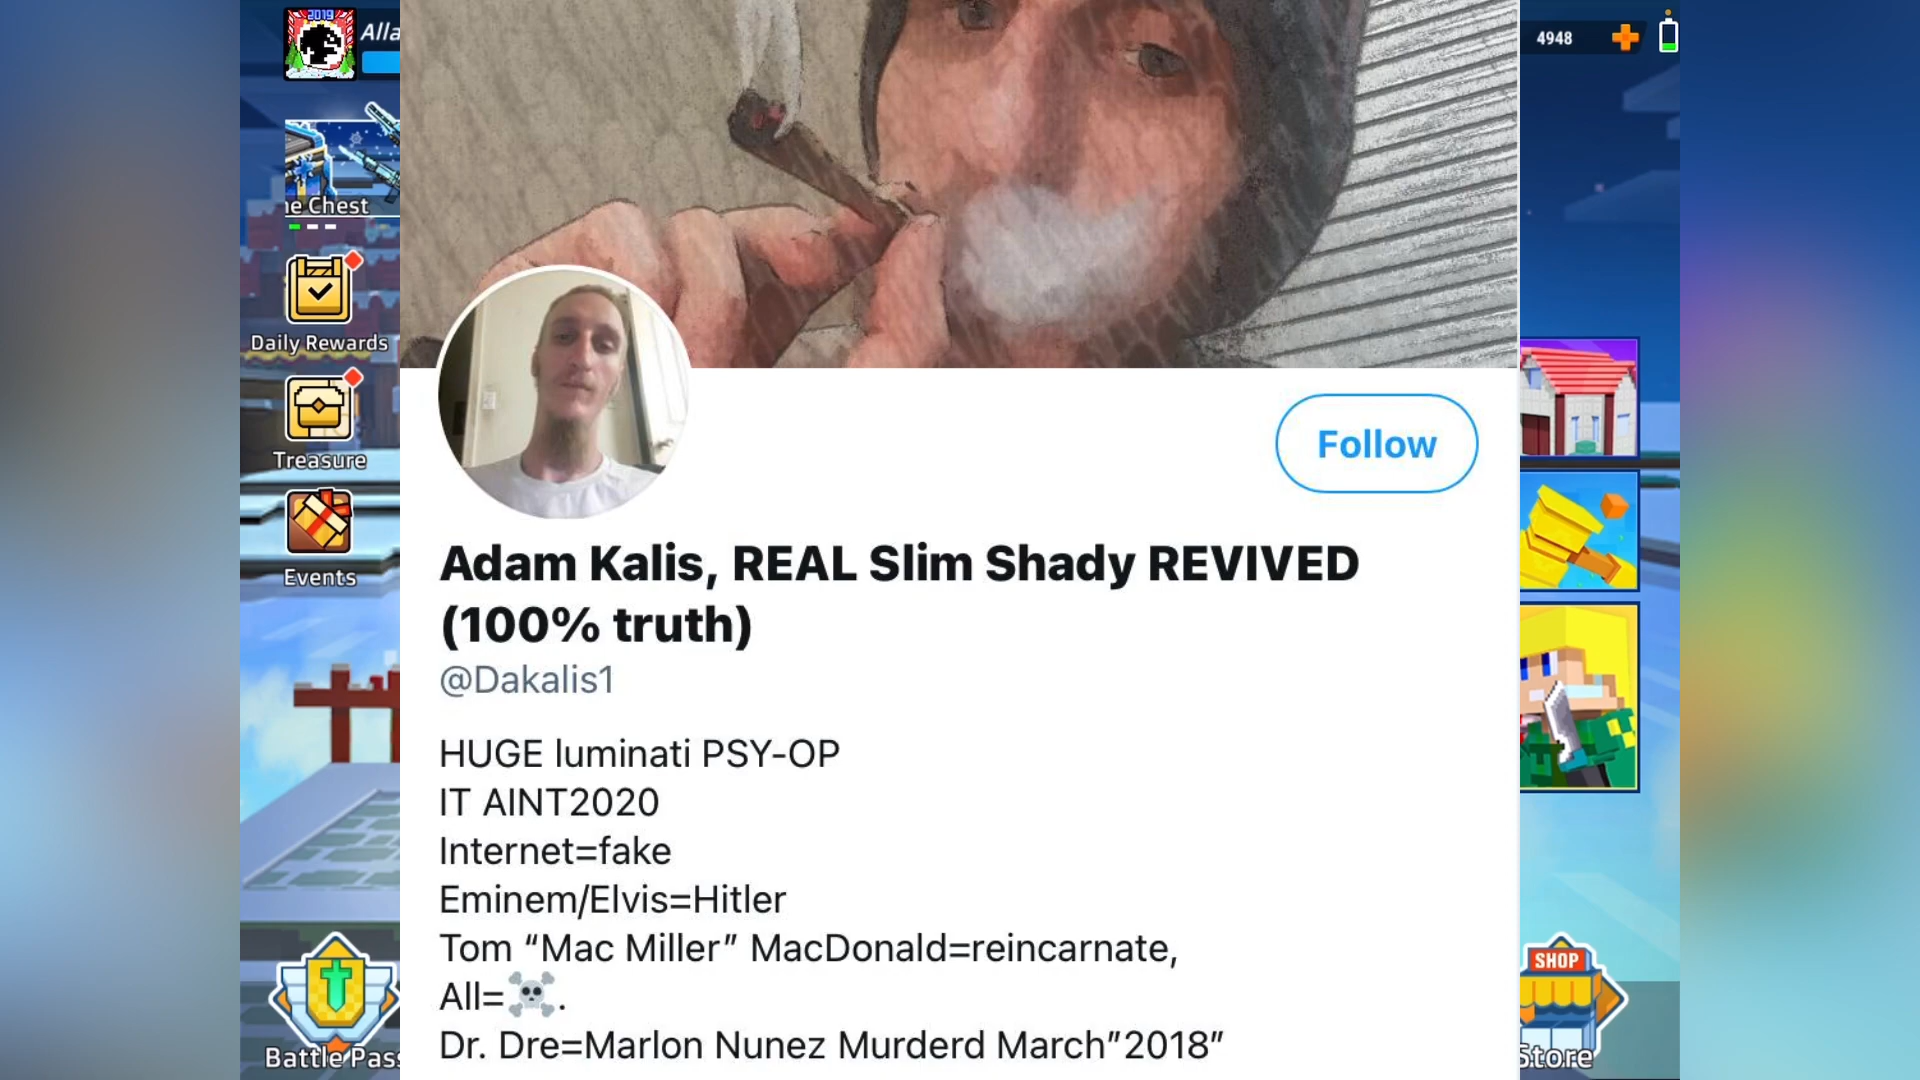 2019
Alla
4948
ne Chest
Daily Rewards
Treasure
Events
Battle Pass
Follow
Adam Kalis, REAL Slim Shady REVIVED
(100% truth)
@Dakalis1
HUGE luminati PSY-OP
IT AINT2020
Internet=fake
Eminem/Elvis=Hitler
Tom “Mac Miller” MacDonald=reincarnate,
All=☠️.
Dr. Dre=Marlon Nunez Murderd March”2018”
SHOP
Store